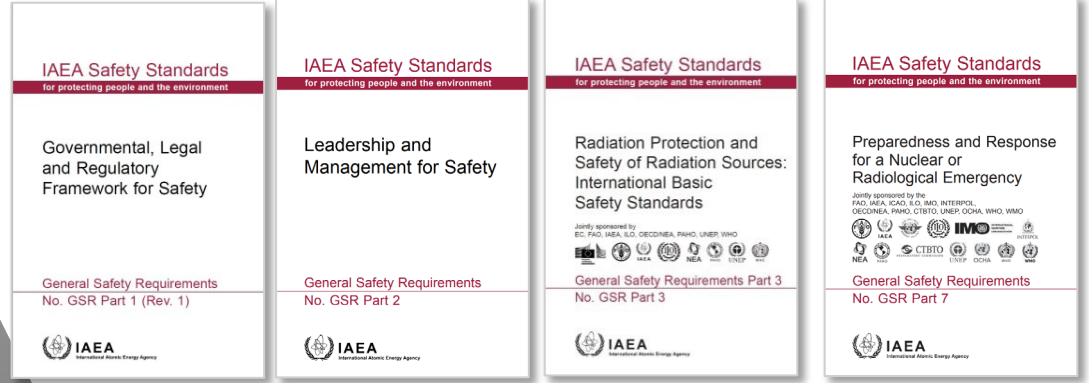 IAEA Safety Standards
for protecting people and the environment
Governmental, Legal
and Regulatory
Framework for Safety
General Safety Requirements
No. GSR Part 1 (Rev. 1)
IAEA
International Atomic Energy Agency
IAEA Safety Standards
for protecting people and the environment
Leadership and
Management for Safety
General Safety Requirements
No. GSR Part 2
IAEA
International Atomic Energy Agency
IAEA Safety Standards
for protecting people and the environment
Radiation Protection and
Safety of Radiation Sources:
International Basic
Safety Standards
Jointly sponsored by
EC, FAO, IAEA, ILO, OECD/NEA, PAHO, UNEP, WHO
IAEA
NEA
UNEP
General Safety Requirements Part 3
No. GSR Part 3
IAEA
International Atomic Energy Agency
IAEA Safety Standards
for protecting people and the environment
Preparedness and Response
for a Nuclear or
Radiological Emergency
Jointly sponsored by the
FAO, IAEA, ICAO, ILO, IMO, INTERPOL,
OECD/NEA, PAHO, CTBTO, UNEP, OCHA, WHO, WMO
IAEA
IMO
INTERPOL
NEA
CTBTO
UNEP
OCHA
General Safety Requirements
No. GSR Part 7
IAEA
International Atomic Energy Agency